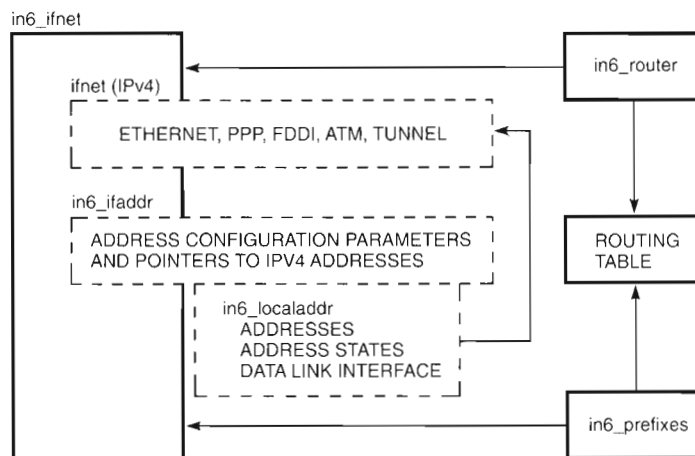 in6_ifnet
in6_router
ifnet (IPv4)
ETHERNET, PPP, FDDI, ATM, TUNNEL
in6_ifaddr
ADDRESS CONFIGURATION PARAMETERS
AND POINTERS TO IPV4 ADDRESSES
ROUTING
TABLE
in6_localaddr
ADDRESSES
ADDRESS STATES
DATA LINK INTERFACE
in6_prefixes